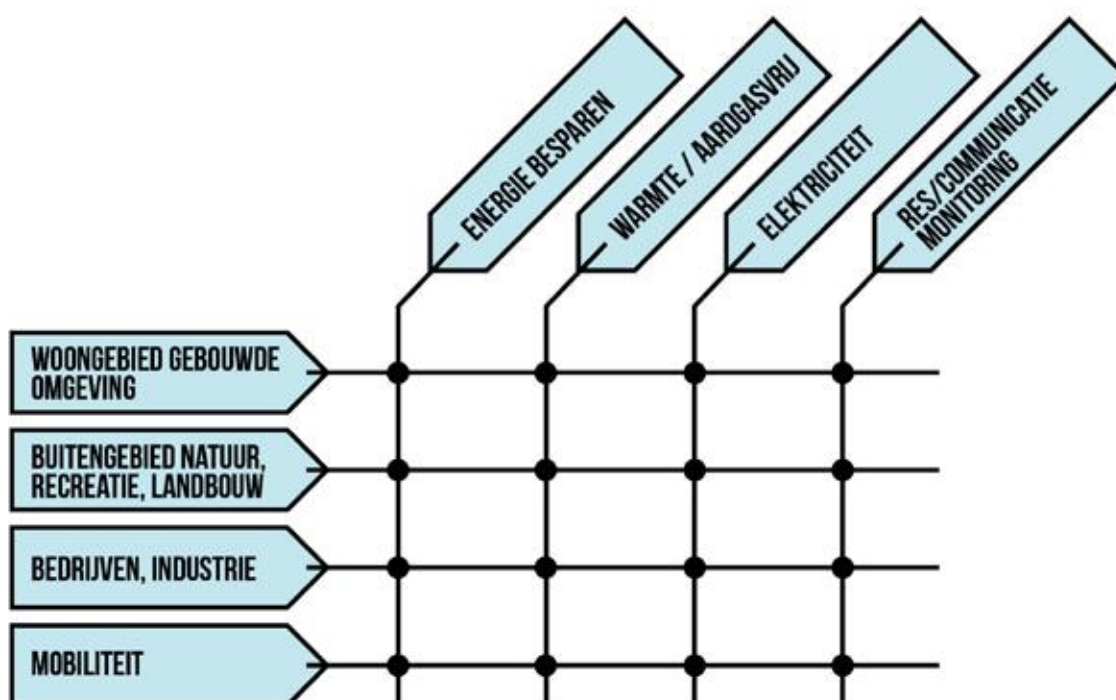 ENERGIE BESPAREN
WARMTE / AARDGASVRIJ
ELEKTRICITEIT
RES/COMMUNICATIE
MONITORING
WOONGEBIED GEBOUWDE
OMGEVING
BUITENGEBIED NATUUR,
RECREATIE, LANDBOUW
BEDRIJVEN, INDUSTRIE
MOBILITEIT